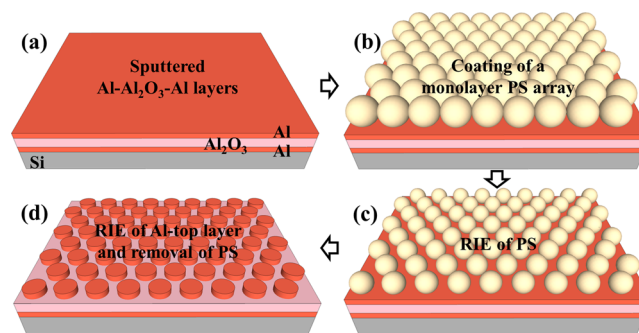 (a)
Sputtered
Al-Al₂O₃-Al layers
Al
Al₂O₃
Al
Si
(b)
Coating of a
monolayer PS array
(d)
RIE of Al-top layer
and removal of PS
(c)
RIE of PS